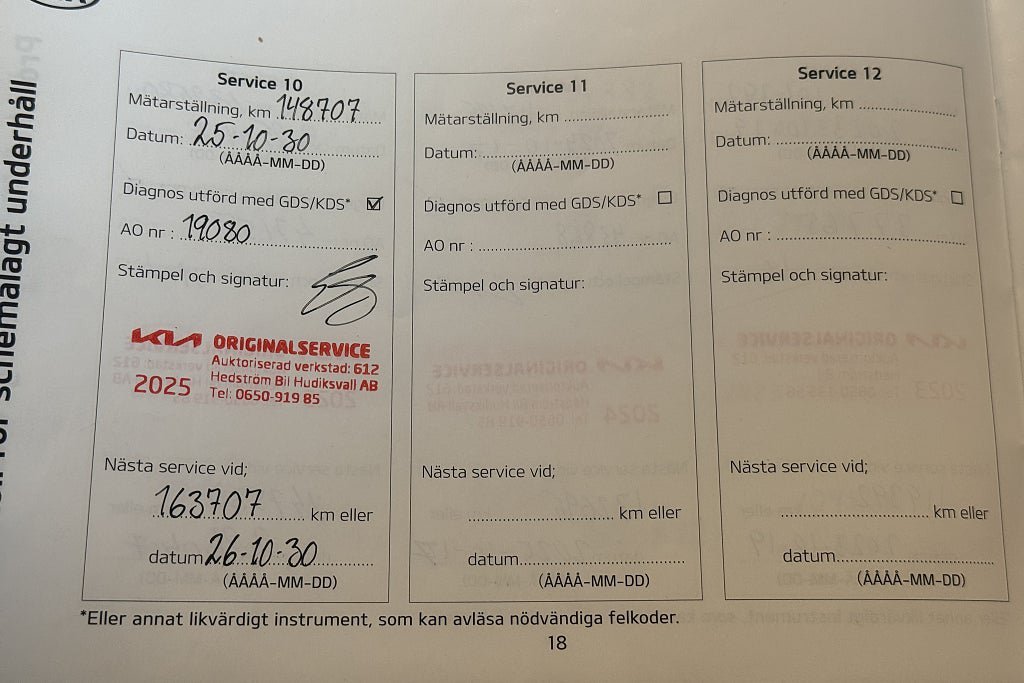 schemalagt underhåll
Service 10
Mätarställning, km 148707
Datum: 25-10-30
(ÅÅÅÅ-MM-DD)
Diagnos utförd med GDS/KDS*
AO nr : 19080
Stämpel och signatur:
KIA ORIGINALSERVICE
Auktoriserad verkstad: 612
2025 Hedström Bil Hudiksvall AB
Tel: 0650-919 85
Nästa service vid;
163707 km eller
datum 26-10-30
(ÅÅÅÅ-MM-DD)
Service 11
Mätarställning, km
Datum:
(ÅÅÅÅ-MM-DD)
Diagnos utförd med GDS/KDS*
AO nr :
Stämpel och signatur:
Nästa service vid;
km eller
datum
(ÅÅÅÅ-MM-DD)
Service 12
Mätarställning, km
Datum:
(ÅÅÅÅ-MM-DD)
Diagnos utförd med GDS/KDS*
AO nr :
Stämpel och signatur:
Nästa service vid;
km eller
datum
(ÅÅÅÅ-MM-DD)
*Eller annat likvärdigt instrument, som kan avläsa nödvändiga felkoder.
18